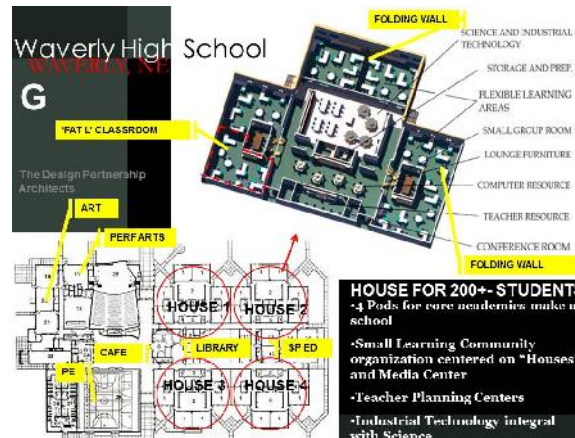 Waverly High School
WAVERLY, NE
G
'FAT L' CLASSROOM
The Design Partnership
Architects
ART
PERF ARTS
FOLDING WALL
SCIENCE AND INDUSTRIAL
TECHNOLOGY
STORAGE AND PREP.
FLEXIBLE LEARNING
AREAS
SMALL GROUP ROOM
LOUNGE FURNITURE
COMPUTER RESOURCE
TEACHER RESOURCE
CONFERENCE ROOM
FOLDING WALL
HOUSE 1
HOUSE 2
CAFE
LIBRARY
SPED
PE
HOUSE 3
HOUSE 4
HOUSE FOR 200+- STUDENTS
•4 Pods for core academics make u
school
•Small Learning Community
organization centered on "Houses
and Media Center
•Teacher Planning Centers
•Industrial Technology integral
with Science